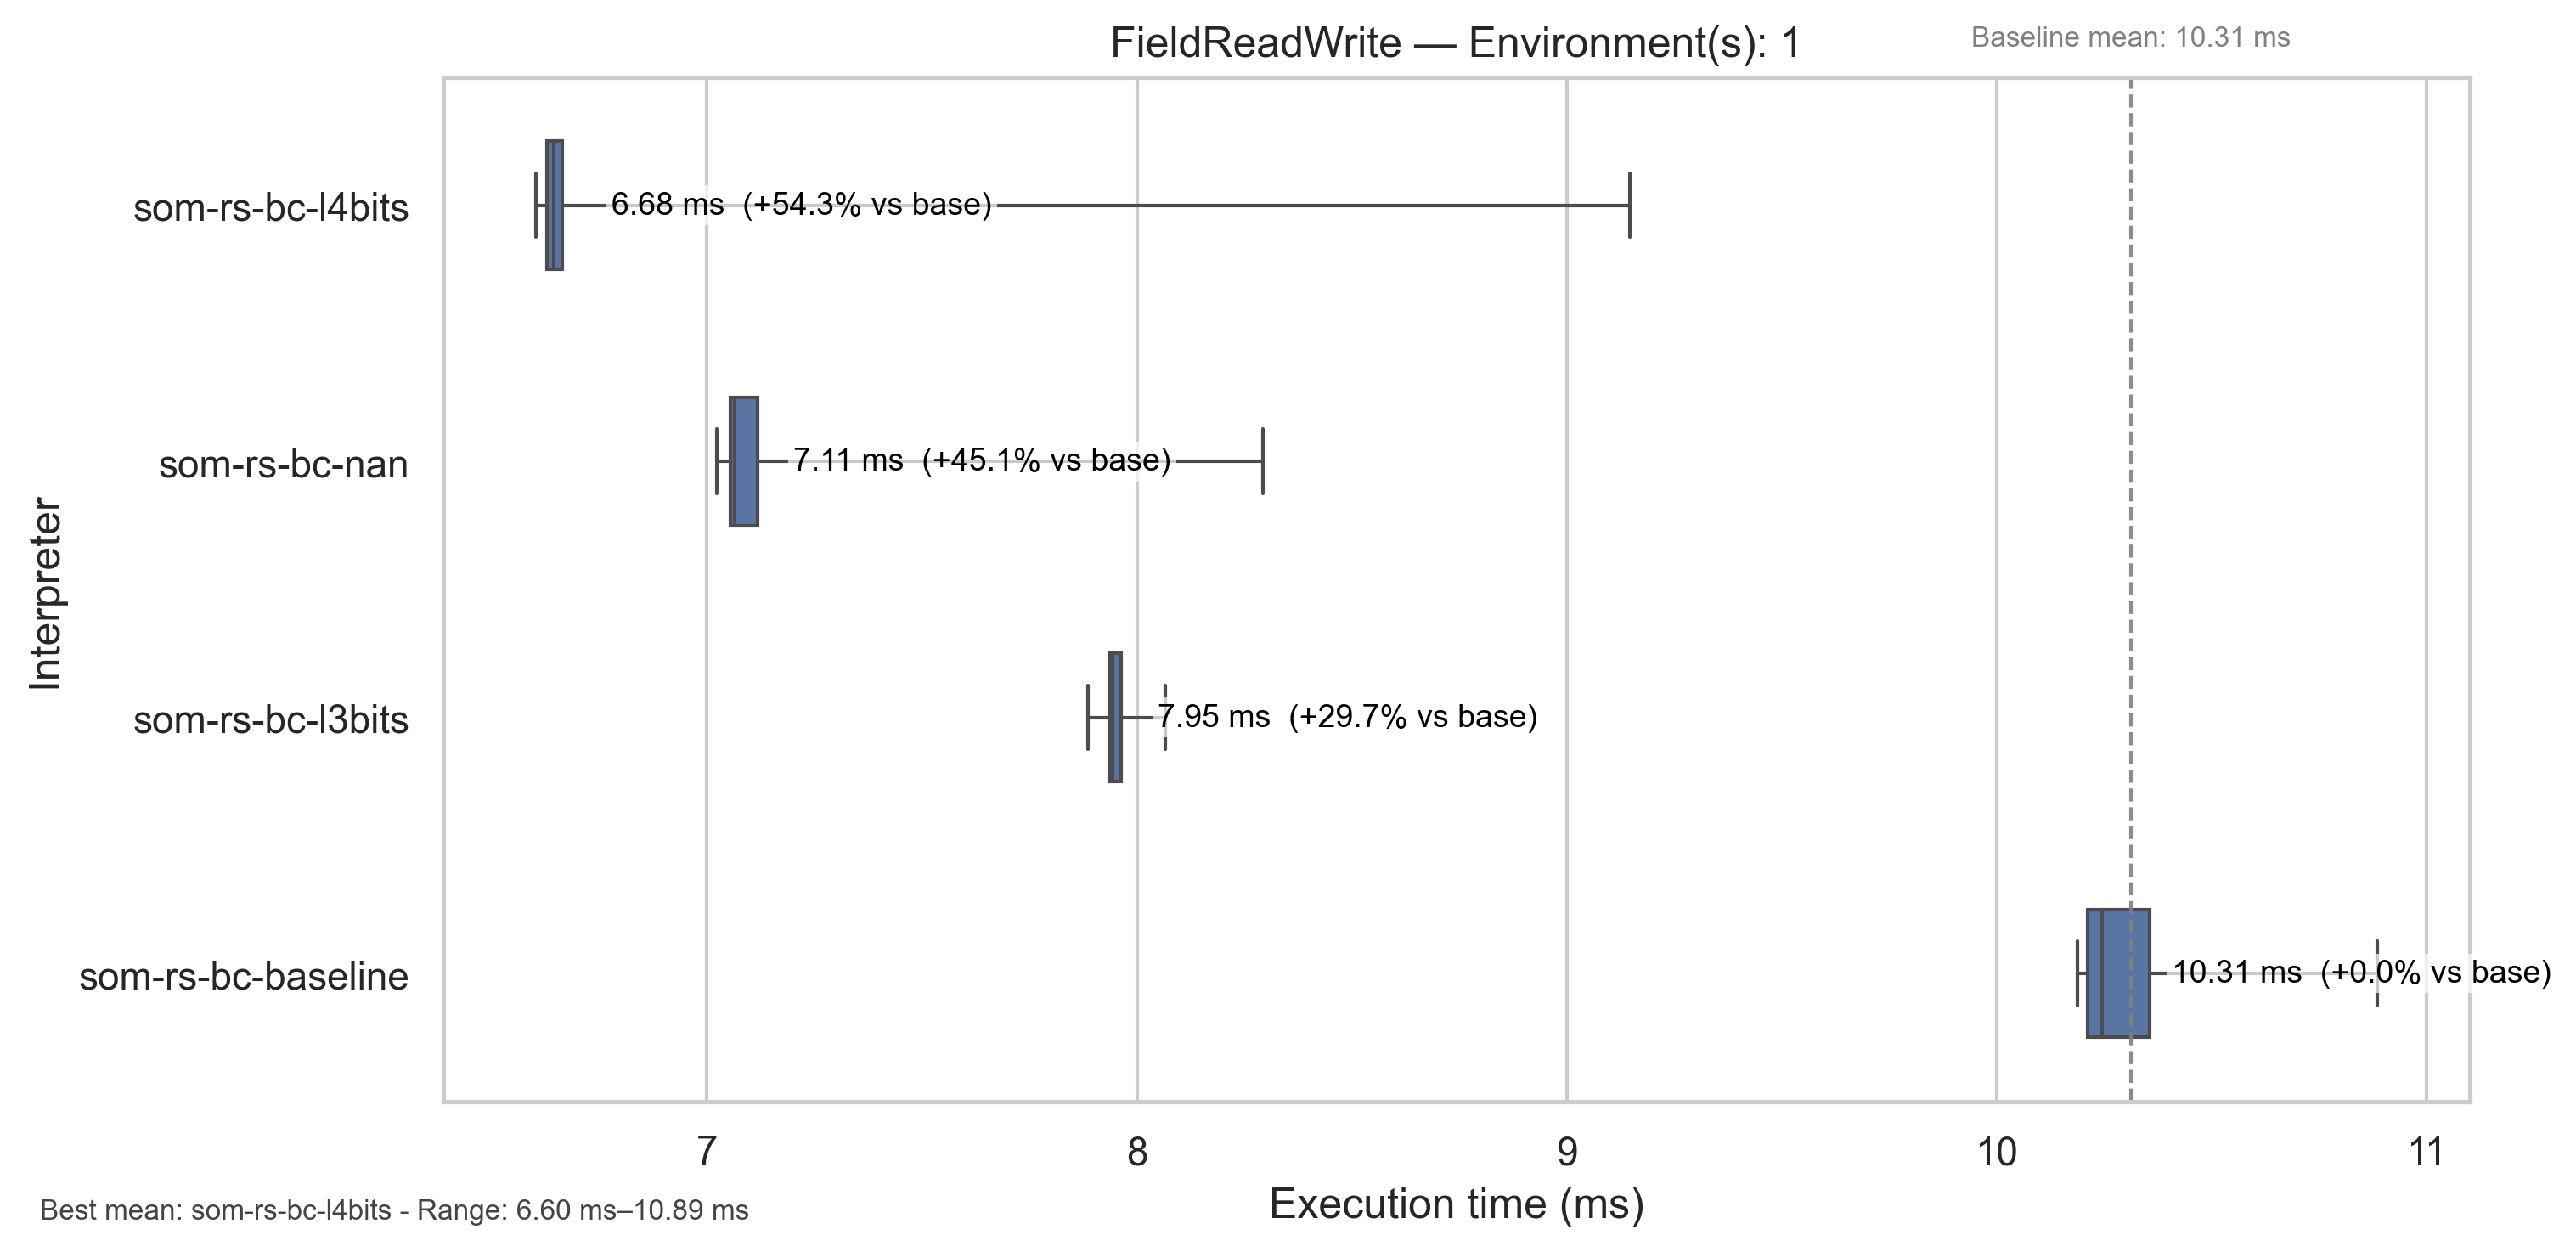 FieldReadWrite — Environment(s): 1
Baseline mean: 10.31 ms
som-rs-bc-l4bits
6.68 ms  (+54.3% vs base)
som-rs-bc-nan
7.11 ms  (+45.1% vs base)
Interpreter
som-rs-bc-l3bits
7.95 ms  (+29.7% vs base)
som-rs-bc-baseline
10.31 ms  (+0.0% vs base)
7 8 9 10 11
Execution time (ms)
Best mean: som-rs-bc-l4bits - Range: 6.60 ms–10.89 ms